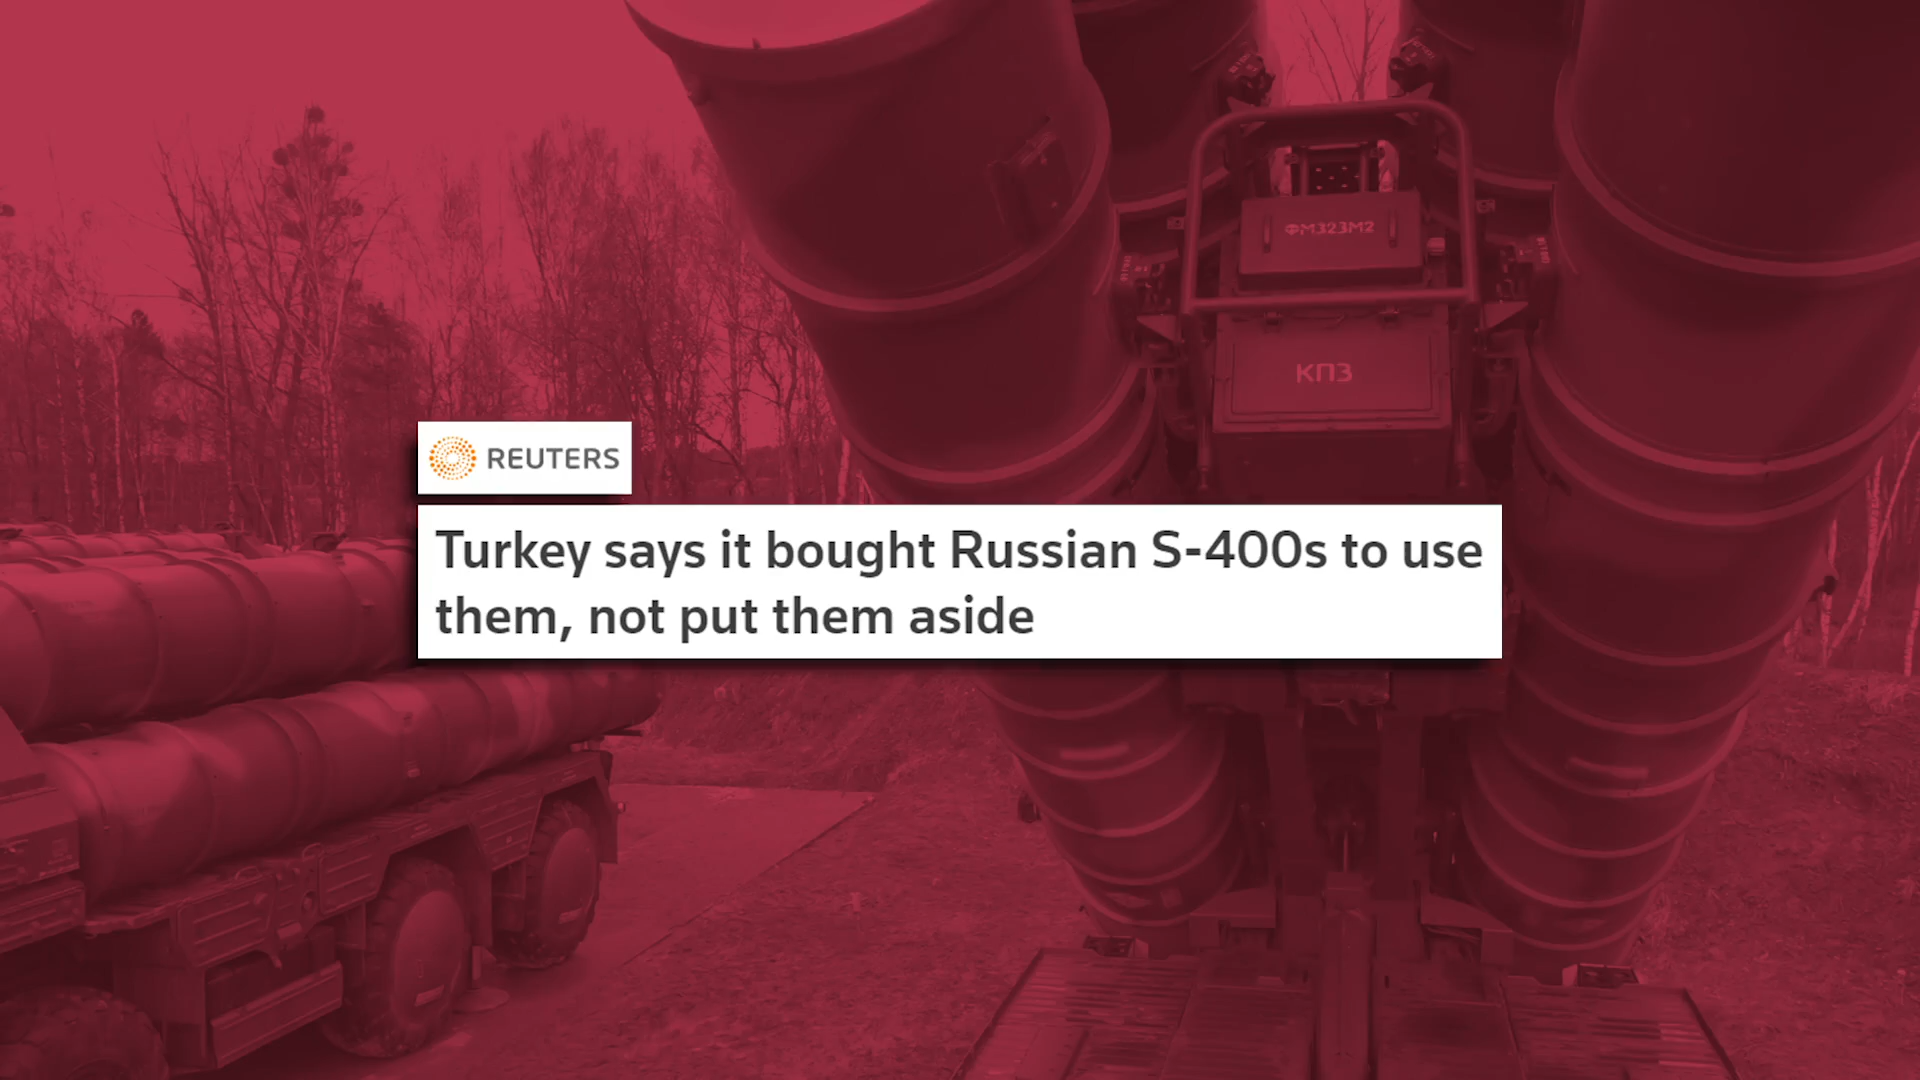 ФМ323М2
КПЗ
REUTERS
Turkey says it bought Russian S-400s to use
them, not put them aside